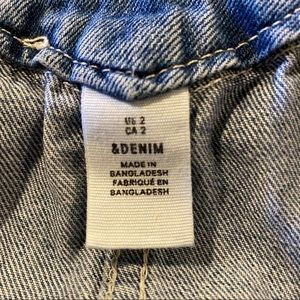 US 2
CA 2
&DENIM
MADE IN
BANGLADESH
FABRIQUÉ EN
BANGLADESH